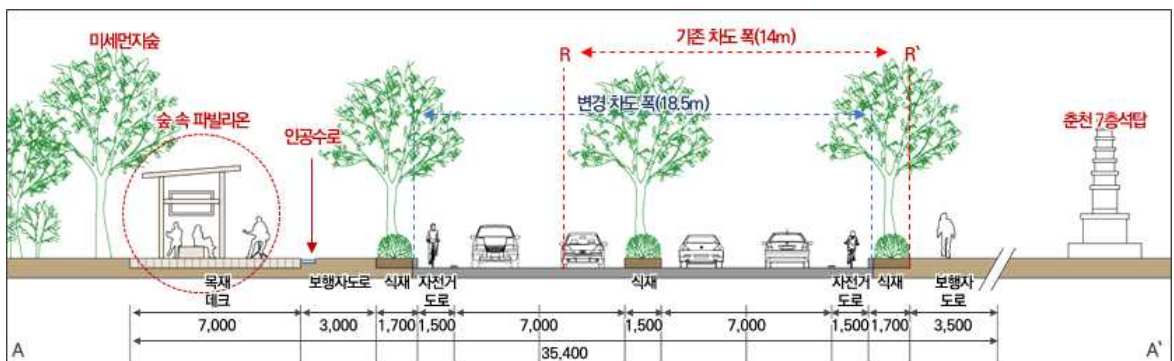 기존 차도 폭(14m)
미세먼지숲
R
R`
변경 차도 폭(18.5m)
숲 속 파빌리온
인공수로
춘천 7층석탑
목재
데크
보행자도로
식재
자전거
도로
식재
자전거
도로
식재
보행자
도로
7,000
3,000
1,700
1,500
7,000
1,500
7,000
1,500
1,700
3,500
35,400
A
A`